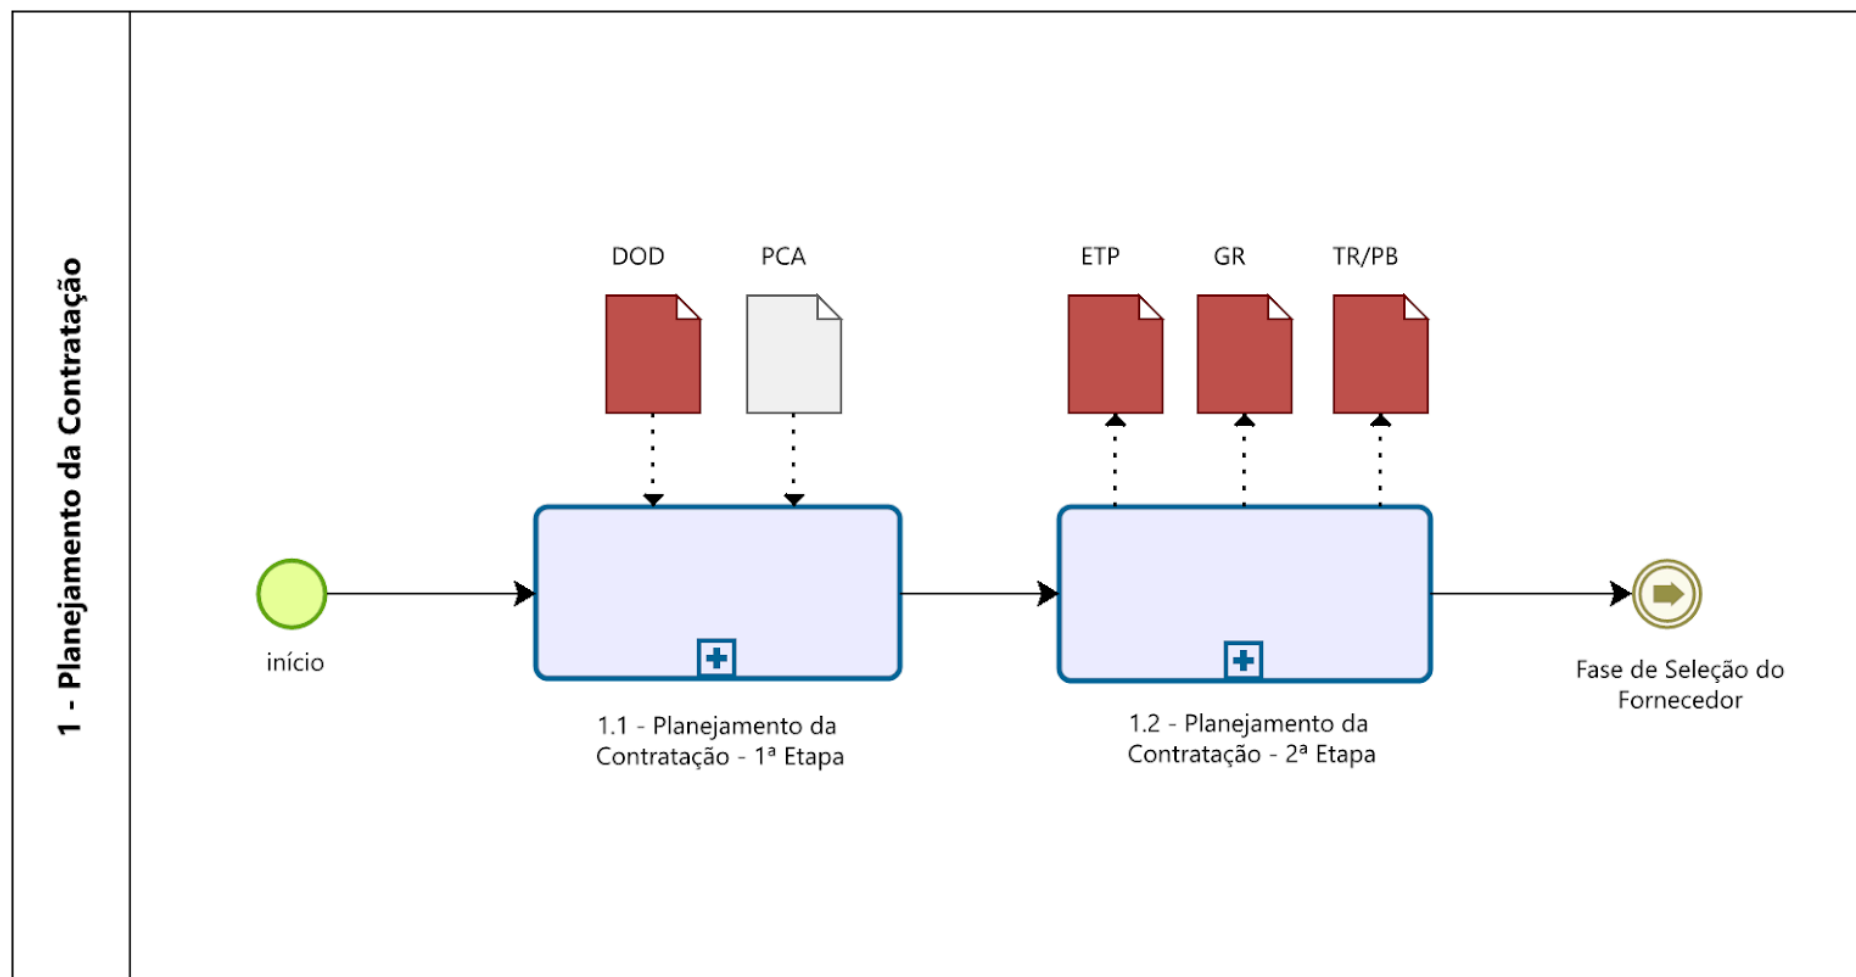 1 - Planejamento da Contratação
DOD
PCA
ETP
GR
TR/PB
início
1.1 - Planejamento da
Contratação - 1ª Etapa
1.2 - Planejamento da
Contratação - 2ª Etapa
Fase de Seleção do
Fornecedor